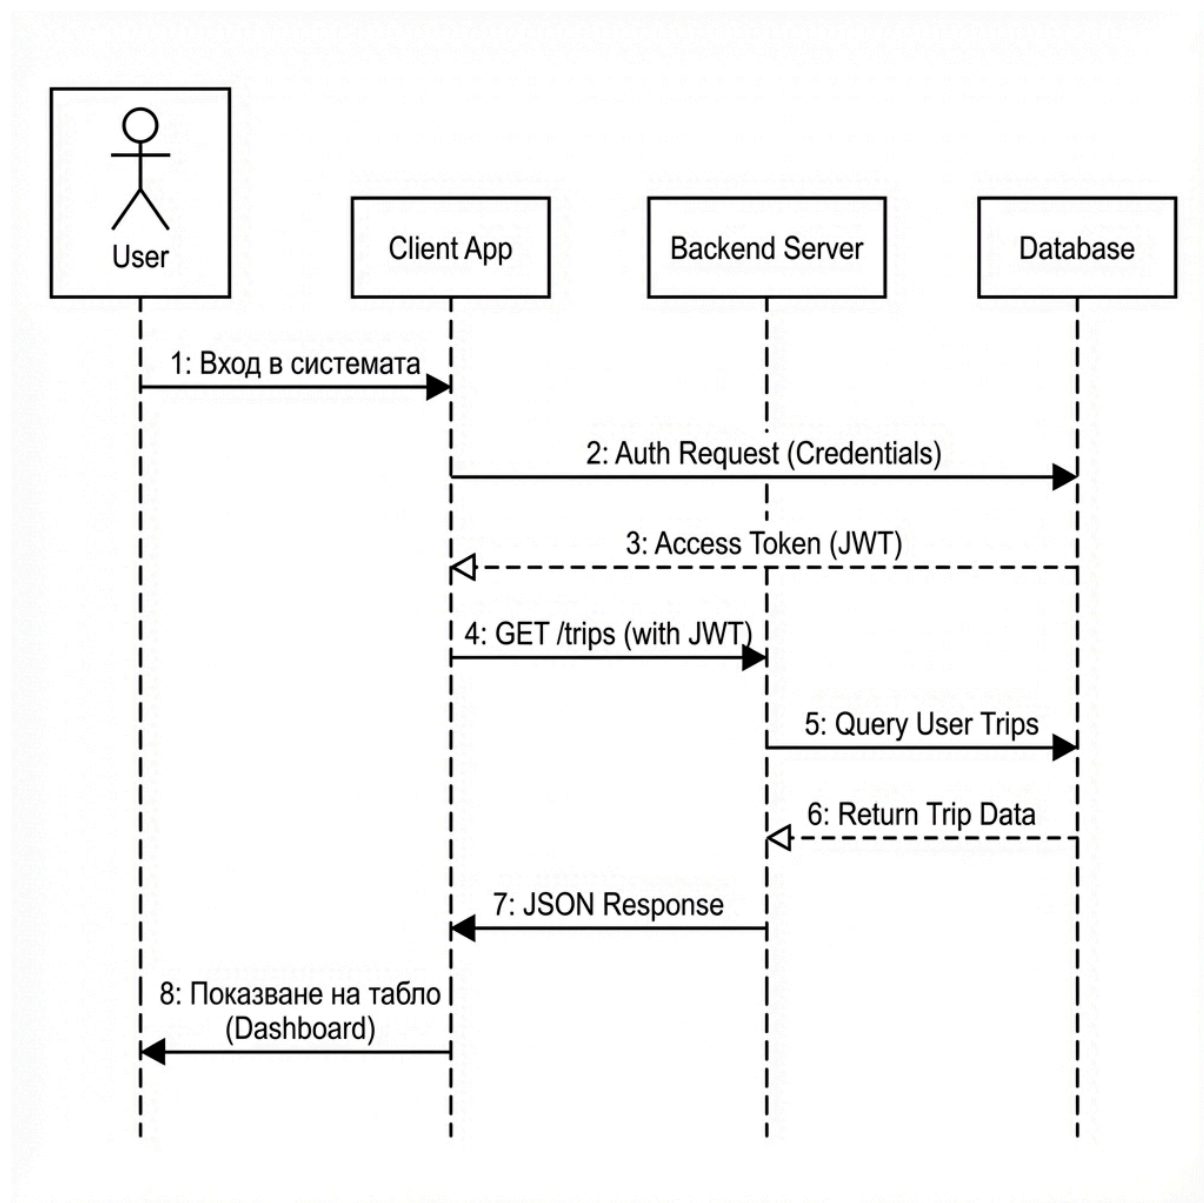 User
Client App
Backend Server
Database
1: Вход в системата
2: Auth Request (Credentials)
3: Access Token (JWT)
4: GET /trips (with JWT)
5: Query User Trips
6: Return Trip Data
7: JSON Response
8: Показване на табло
(Dashboard)